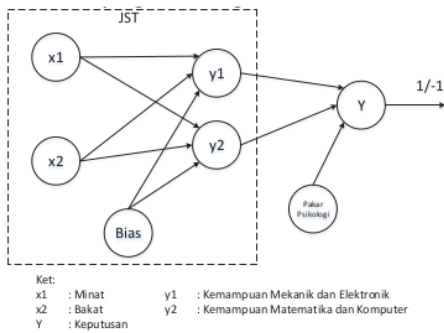 JST
x1
y1
1/-1
Y
x2
y2
Pakar
Psikologi
Bias
Ket:
x1 : Minat y1 : Kemampuan Mekanik dan Elektronik
x2 : Bakat y2 : Kemampuan Matematika dan Komputer
Y : Keputusan